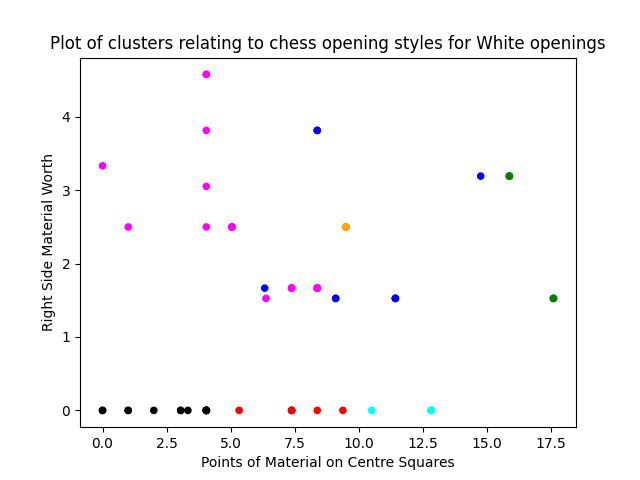 Plot of clusters relating to chess opening styles for White openings
4
3
2
1
0
Right Side Material Worth
0.0 2.5 5.0 7.5 10.0 12.5 15.0 17.5
Points of Material on Centre Squares